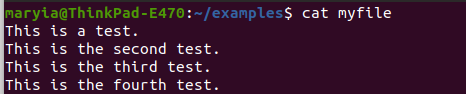 maryia@ThinkPad-E470:~/examples$ cat myfile
This is a test.
This is the second test.
This is the third test.
This is the fourth test.